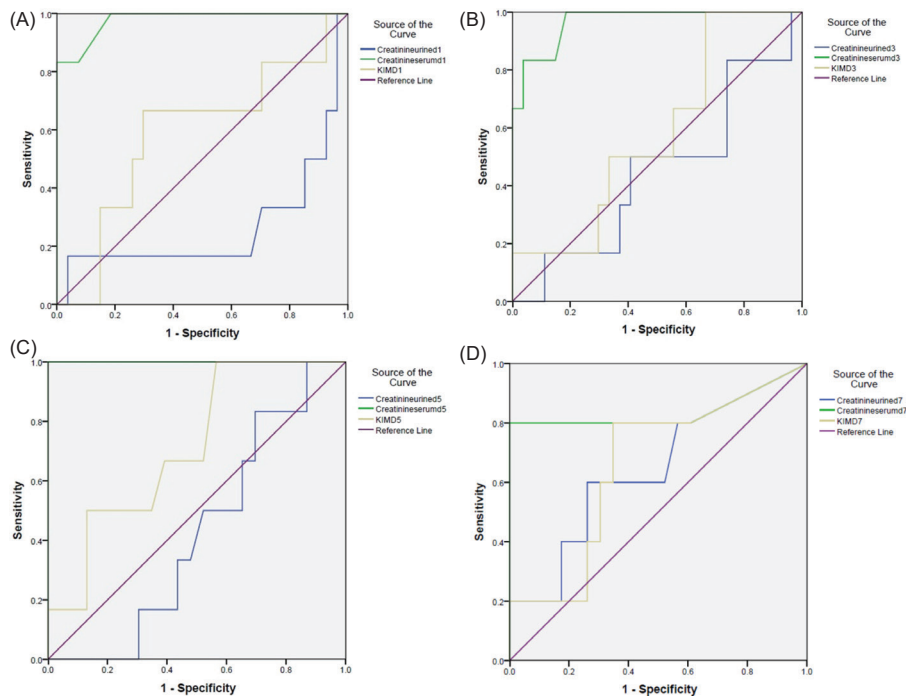 (A)
Source of the
Curve
Creatinineurined1
Creatinineserumd1
KIMD1
Reference Line
1.0
0.8
0.6
0.4
0.2
0.0
Sensitivity
0.0 0.2 0.4 0.6 0.8 1.0
1 - Specificity
(B)
Source of the
Curve
Creatinineurined3
Creatinineserumd3
KIMD3
Reference Line
1.0
0.8
0.6
0.4
0.2
0.0
Sensitivity
0.0 0.2 0.4 0.6 0.8 1.0
1 - Specificity
(C)
Source of the
Curve
Creatinineurined5
Creatinineserumd5
KIMD5
Reference Line
1.0
0.8
0.6
0.4
0.2
0.0
Sensitivity
0.0 0.2 0.4 0.6 0.8 1.0
1 - Specificity
(D)
Source of the
Curve
Creatinineurined7
Creatinineserumd7
KIMD7
Reference Line
1.0
0.8
0.6
0.4
0.2
0.0
Sensitivity
0.0 0.2 0.4 0.6 0.8 1.0
1 - Specificity